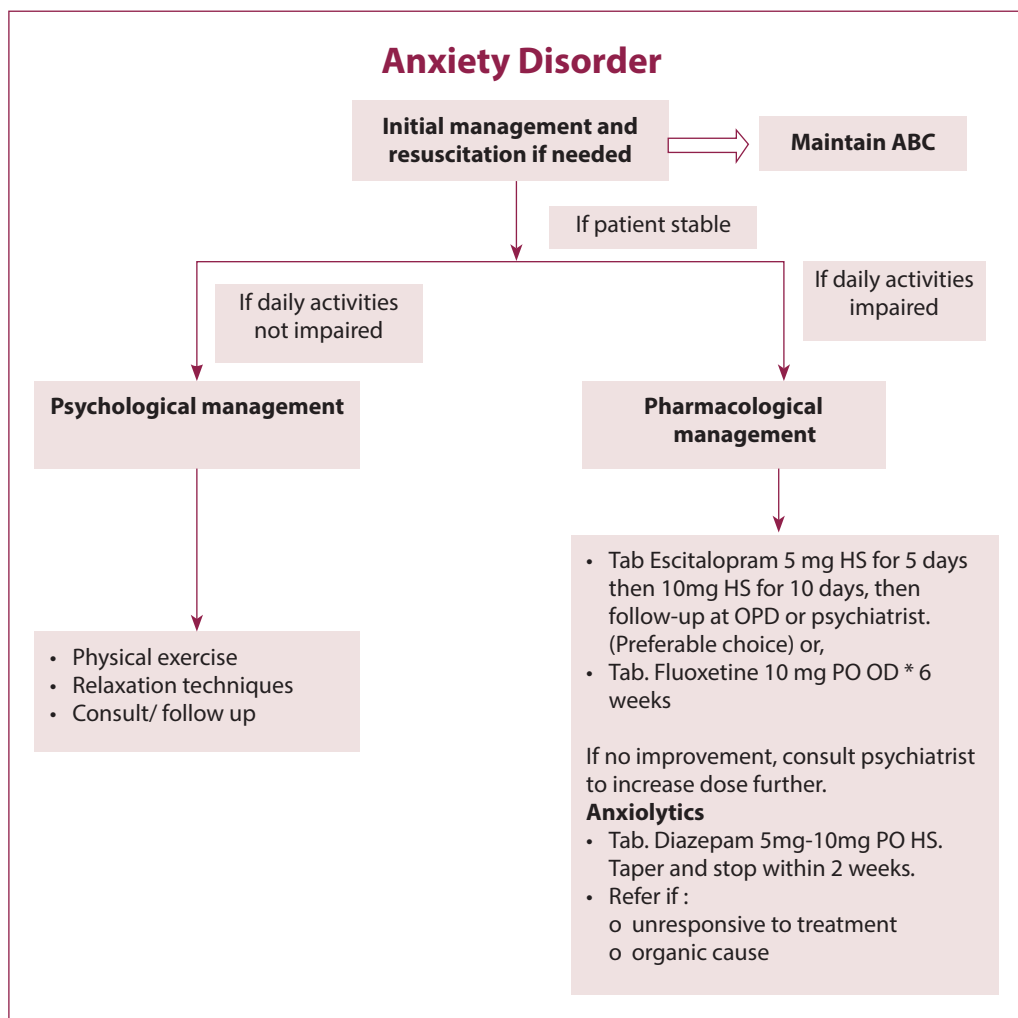 Anxiety Disorder
Initial management and
resuscitation if needed
Maintain ABC
If patient stable
If daily activities
not impaired
If daily activities
impaired
Psychological management
Pharmacological
management
• Physical exercise
• Relaxation techniques
• Consult/ follow up
• Tab Escitalopram 5 mg HS for 5 days
then 10mg HS for 10 days, then
follow-up at OPD or psychiatrist.
(Preferable choice) or,
• Tab. Fluoxetine 10 mg PO OD * 6
weeks
If no improvement, consult psychiatrist
to increase dose further.
Anxiolytics
• Tab. Diazepam 5mg-10mg PO HS.
Taper and stop within 2 weeks.
• Refer if :
o unresponsive to treatment
o organic cause